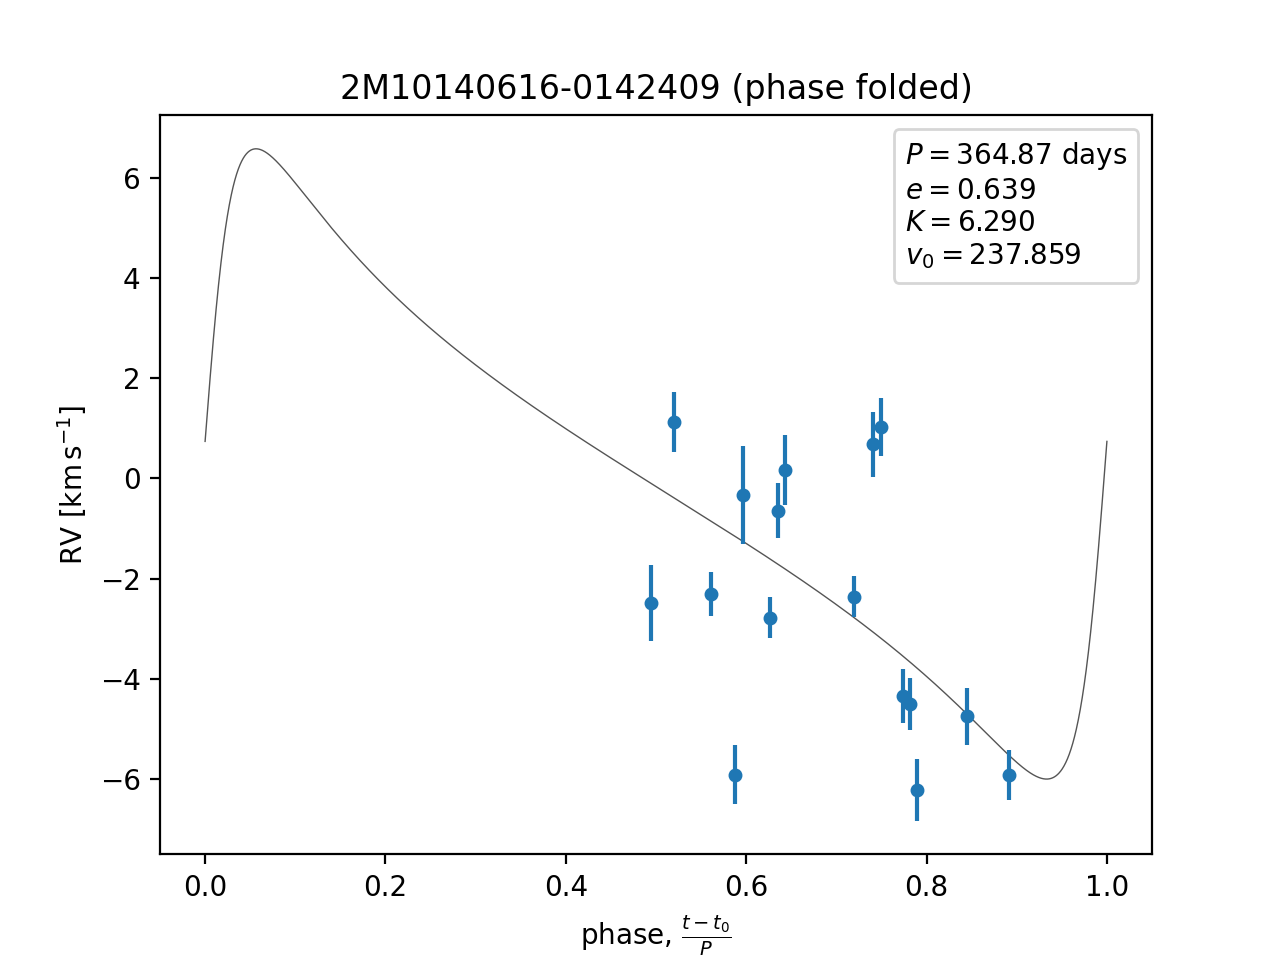 2M10140616-0142409 (phase folded)
P = 364.87 days
e = 0.639
K = 6.290
v₀ = 237.859
RV [km s⁻¹]
6
4
2
0
−2
−4
−6
0.0 0.2 0.4 0.6 0.8 1.0
phase, (t − t₀)/P